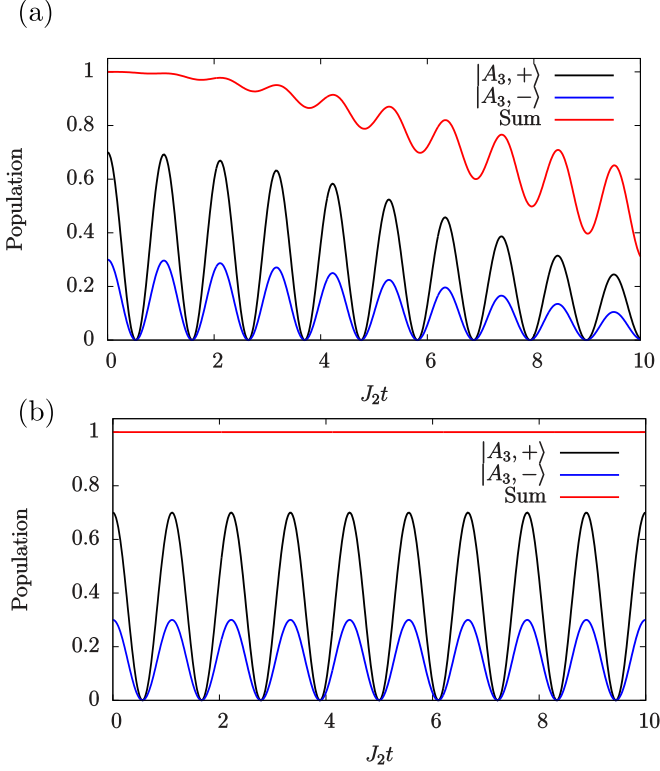 (a)
Population
1
0.8
0.6
0.4
0.2
0
|A₃, +⟩
|A₃, −⟩
Sum
0 2 4 6 8 10
J₂t
(b)
Population
1
0.8
0.6
0.4
0.2
0
|A₃, +⟩
|A₃, −⟩
Sum
0 2 4 6 8 10
J₂t